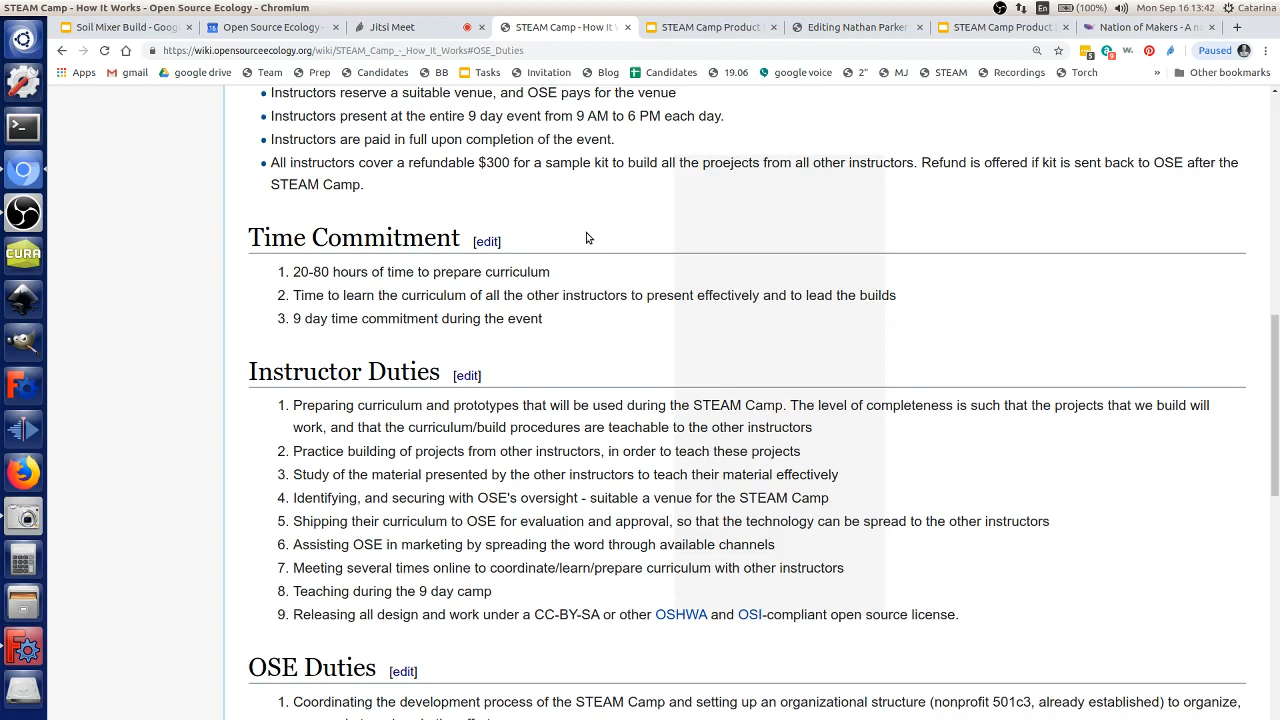 STEAM Camp - How It Works - Open Source Ecology - Chromium
En
(100%)
Mon Sep 16 13:42
Catarina
Soil Mixer Build - Goog
Open Source Ecology -
Jitsi Meet
STEAM Camp - How It W
STEAM Camp Product
Editing Nathan Parker
STEAM Camp Product
Nation of Makers - A n
https://wiki.opensourceecology.org/wiki/STEAM_Camp_-_How_It_Works#OSE_Duties
Paused
Apps
gmail
google drive
Team
Prep
Candidates
BB
Tasks
Invitation
Blog
Candidates
19.06
google voice
2"
MJ
STEAM
Recordings
Torch
»
Other bookmarks
Instructors reserve a suitable venue, and OSE pays for the venue
Instructors present at the entire 9 day event from 9 AM to 6 PM each day.
Instructors are paid in full upon completion of the event.
All instructors cover a refundable $300 for a sample kit to build all the projects from all other instructors. Refund is offered if kit is sent back to OSE after the
STEAM Camp.
Time Commitment [edit]
1. 20-80 hours of time to prepare curriculum
2. Time to learn the curriculum of all the other instructors to present effectively and to lead the builds
3. 9 day time commitment during the event
Instructor Duties [edit]
1. Preparing curriculum and prototypes that will be used during the STEAM Camp. The level of completeness is such that the projects that we build will
work, and that the curriculum/build procedures are teachable to the other instructors
2. Practice building of projects from other instructors, in order to teach these projects
3. Study of the material presented by the other instructors to teach their material effectively
4. Identifying, and securing with OSE's oversight - suitable a venue for the STEAM Camp
5. Shipping their curriculum to OSE for evaluation and approval, so that the technology can be spread to the other instructors
6. Assisting OSE in marketing by spreading the word through available channels
7. Meeting several times online to coordinate/learn/prepare curriculum with other instructors
8. Teaching during the 9 day camp
9. Releasing all design and work under a CC-BY-SA or other OSHWA and OSI-compliant open source license.
OSE Duties [edit]
1. Coordinating the development process of the STEAM Camp and setting up an organizational structure (nonprofit 501c3, already established) to organize,
CURA